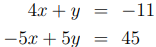 4x + y = −11
−5x + 5y = 45